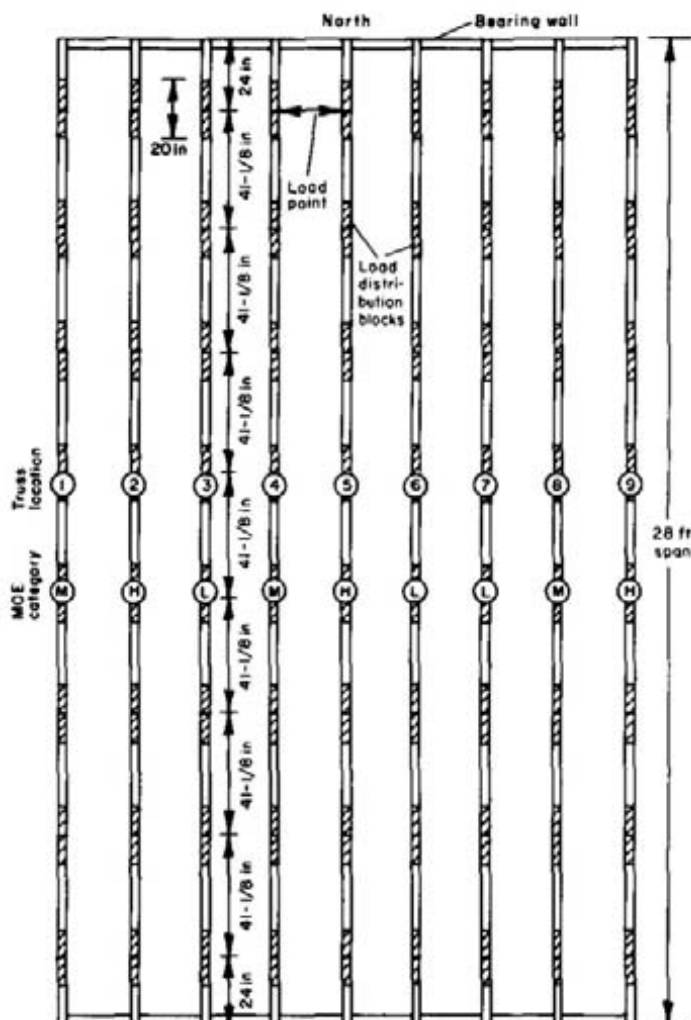 North
Bearing wall
24 in
20 in
41-1/8 in
Load
point
41-1/8 in
Load
distri-
bution
blocks
41-1/8 in
Truss
location
1 2 3 4 5 6 7 8 9
41-1/8 in
28 ft
span
MOE
category
M H L M H L L M H
41-1/8 in
41-1/8 in
41-1/8 in
24 in